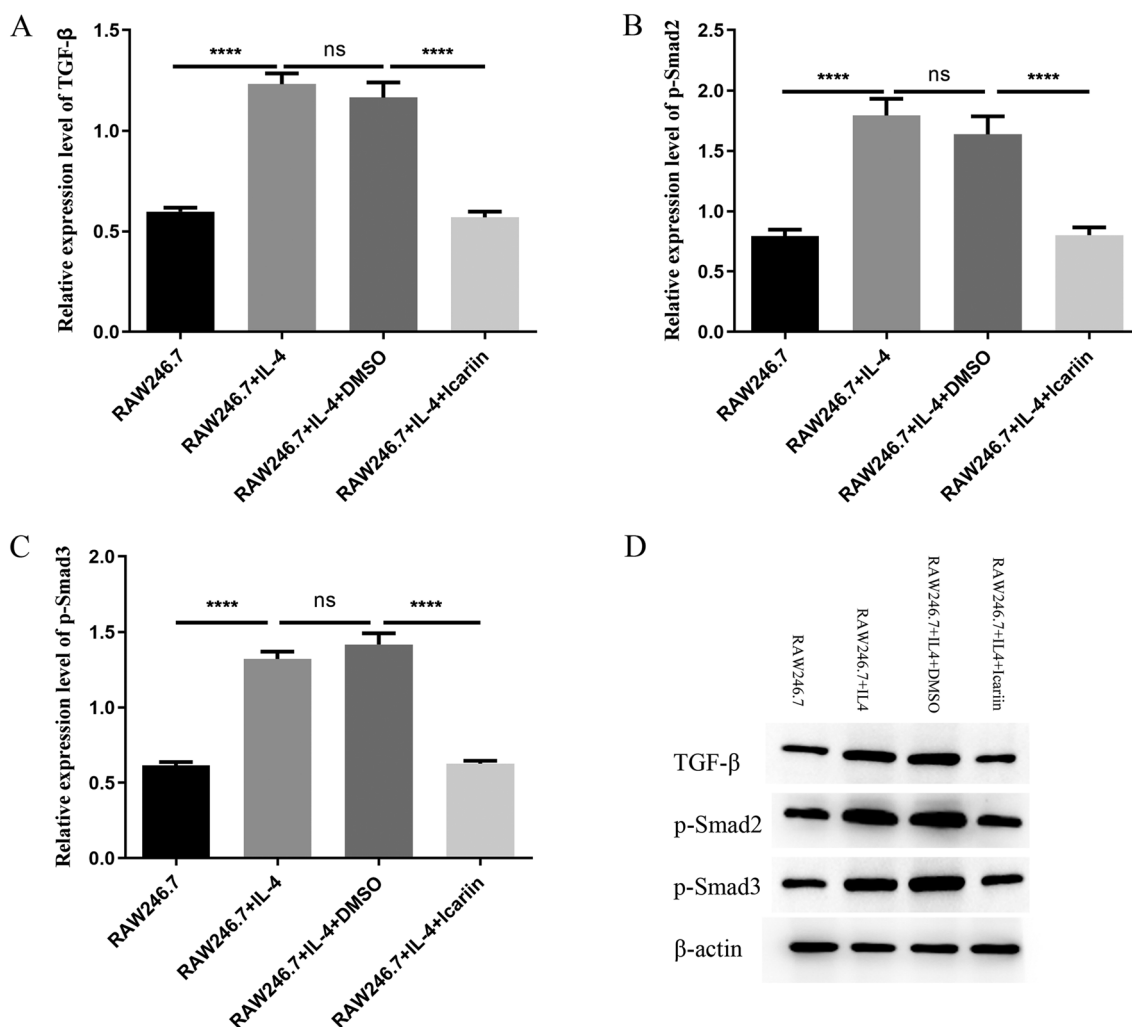 A
Relative expression level of TGF-β
1.5
1.0
0.5
0.0
****
ns
****
RAW246.7
RAW246.7+IL-4
RAW246.7+IL-4+DMSO
RAW246.7+IL-4+Icariin
B
Relative expression level of p-Smad2
2.5
2.0
1.5
1.0
0.5
0.0
****
ns
****
RAW246.7
RAW246.7+IL-4
RAW246.7+IL-4+DMSO
RAW246.7+IL-4+Icariin
C
Relative expression level of p-Smad3
2.0
1.5
1.0
0.5
0.0
****
ns
****
RAW246.7
RAW246.7+IL-4
RAW246.7+IL-4+DMSO
RAW246.7+IL-4+Icariin
D
RAW246.7
RAW246.7+IL4
RAW246.7+IL4+DMSO
RAW246.7+IL4+Icariin
TGF-β
p-Smad2
p-Smad3
β-actin